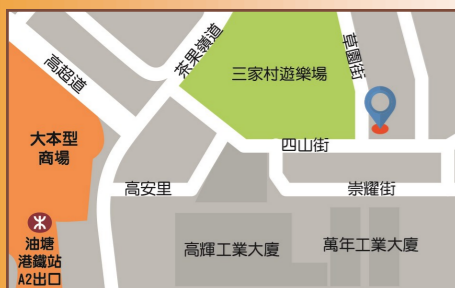 高超道
茶果嶺道
三家村遊樂場
草園街
大本型
商場
四山街
高安里
崇耀街
油塘
港鐵站
A2出口
高輝工業大廈
萬年工業大廈